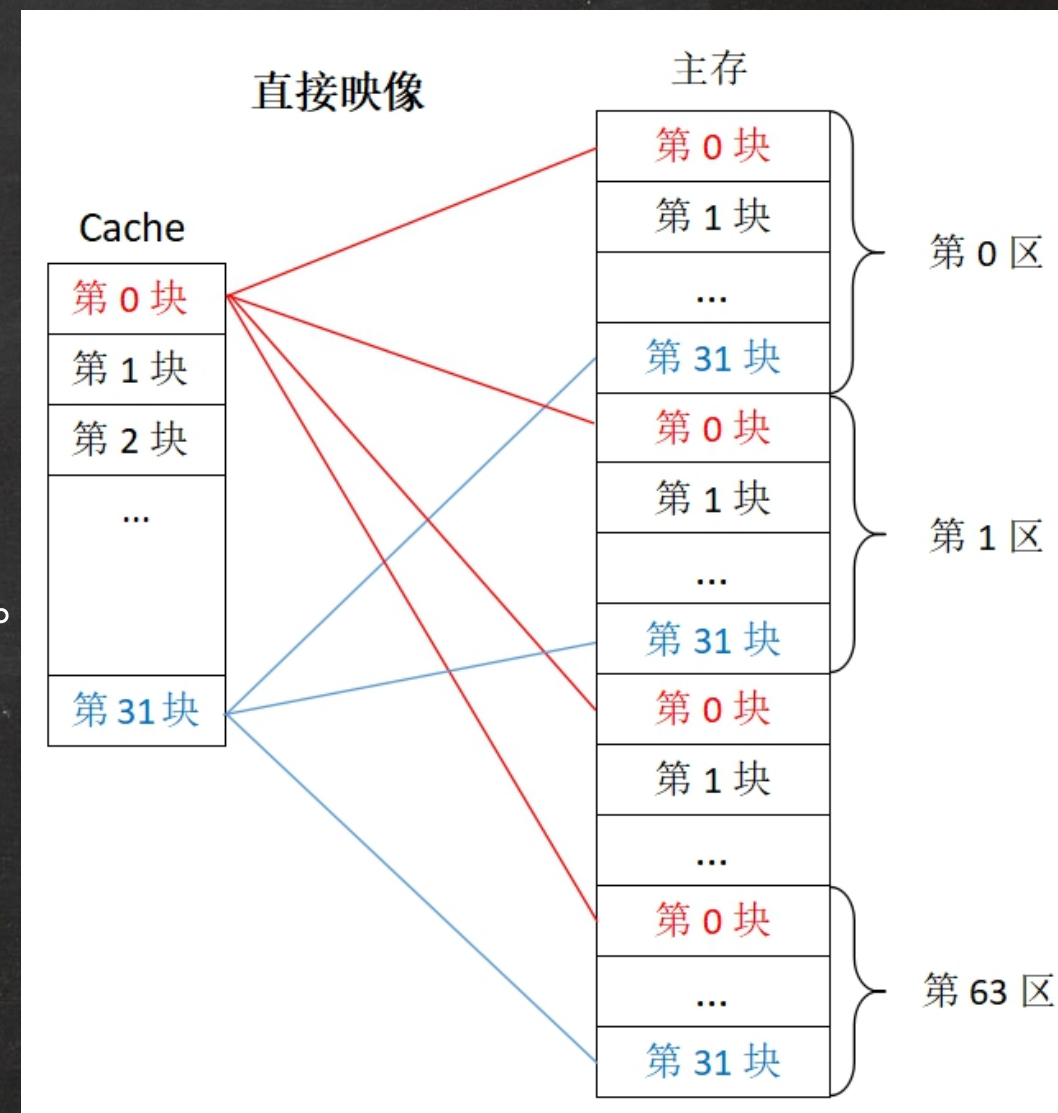 直接映像
主存
Cache
第 0 块
第 1 块
第 2 块
...
第 31 块
第 0 块
第 1 块
...
第 31 块
第 0 块
第 1 块
...
第 31 块
第 0 块
第 1 块
...
第 0 块
...
第 31 块
第 0 区
第 1 区
第 63 区
。